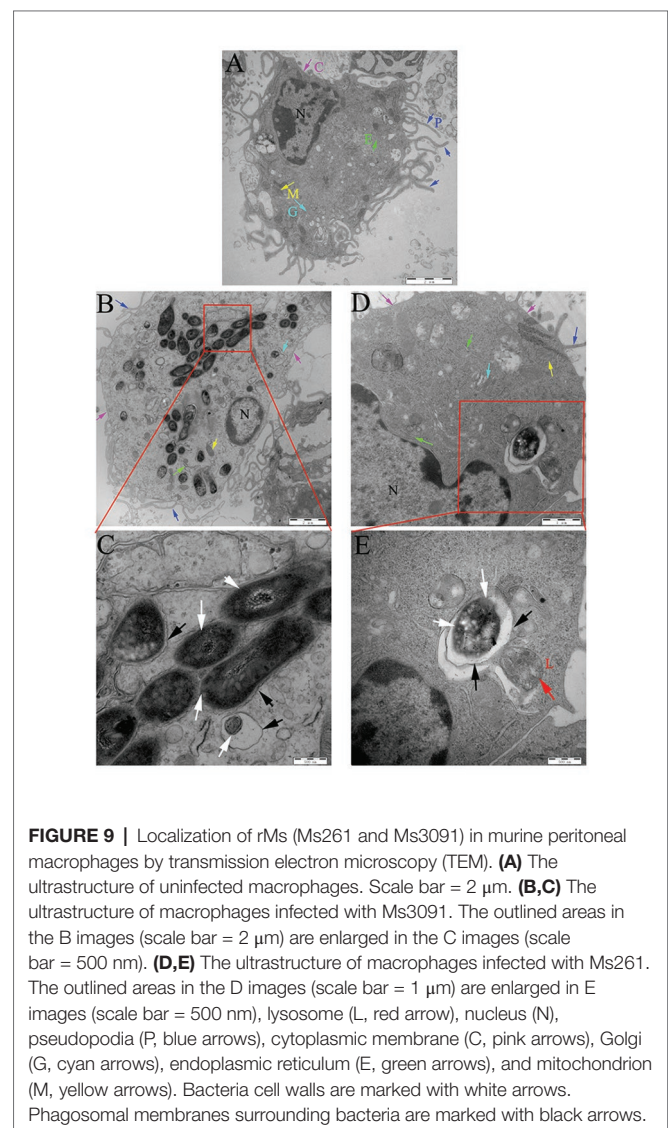 A
C
N
P
E
M
G
B
N
D
N
C
E
L
FIGURE 9 | Localization of rMs (Ms261 and Ms3091) in murine peritoneal
macrophages by transmission electron microscopy (TEM). (A) The
ultrastructure of uninfected macrophages. Scale bar = 2 μm. (B,C) The
ultrastructure of macrophages infected with Ms3091. The outlined areas in
the B images (scale bar = 2 μm) are enlarged in the C images (scale
bar = 500 nm). (D,E) The ultrastructure of macrophages infected with Ms261.
The outlined areas in the D images (scale bar = 1 μm) are enlarged in E
images (scale bar = 500 nm), lysosome (L, red arrow), nucleus (N),
pseudopodia (P, blue arrows), cytoplasmic membrane (C, pink arrows), Golgi
(G, cyan arrows), endoplasmic reticulum (E, green arrows), and mitochondrion
(M, yellow arrows). Bacteria cell walls are marked with white arrows.
Phagosomal membranes surrounding bacteria are marked with black arrows.